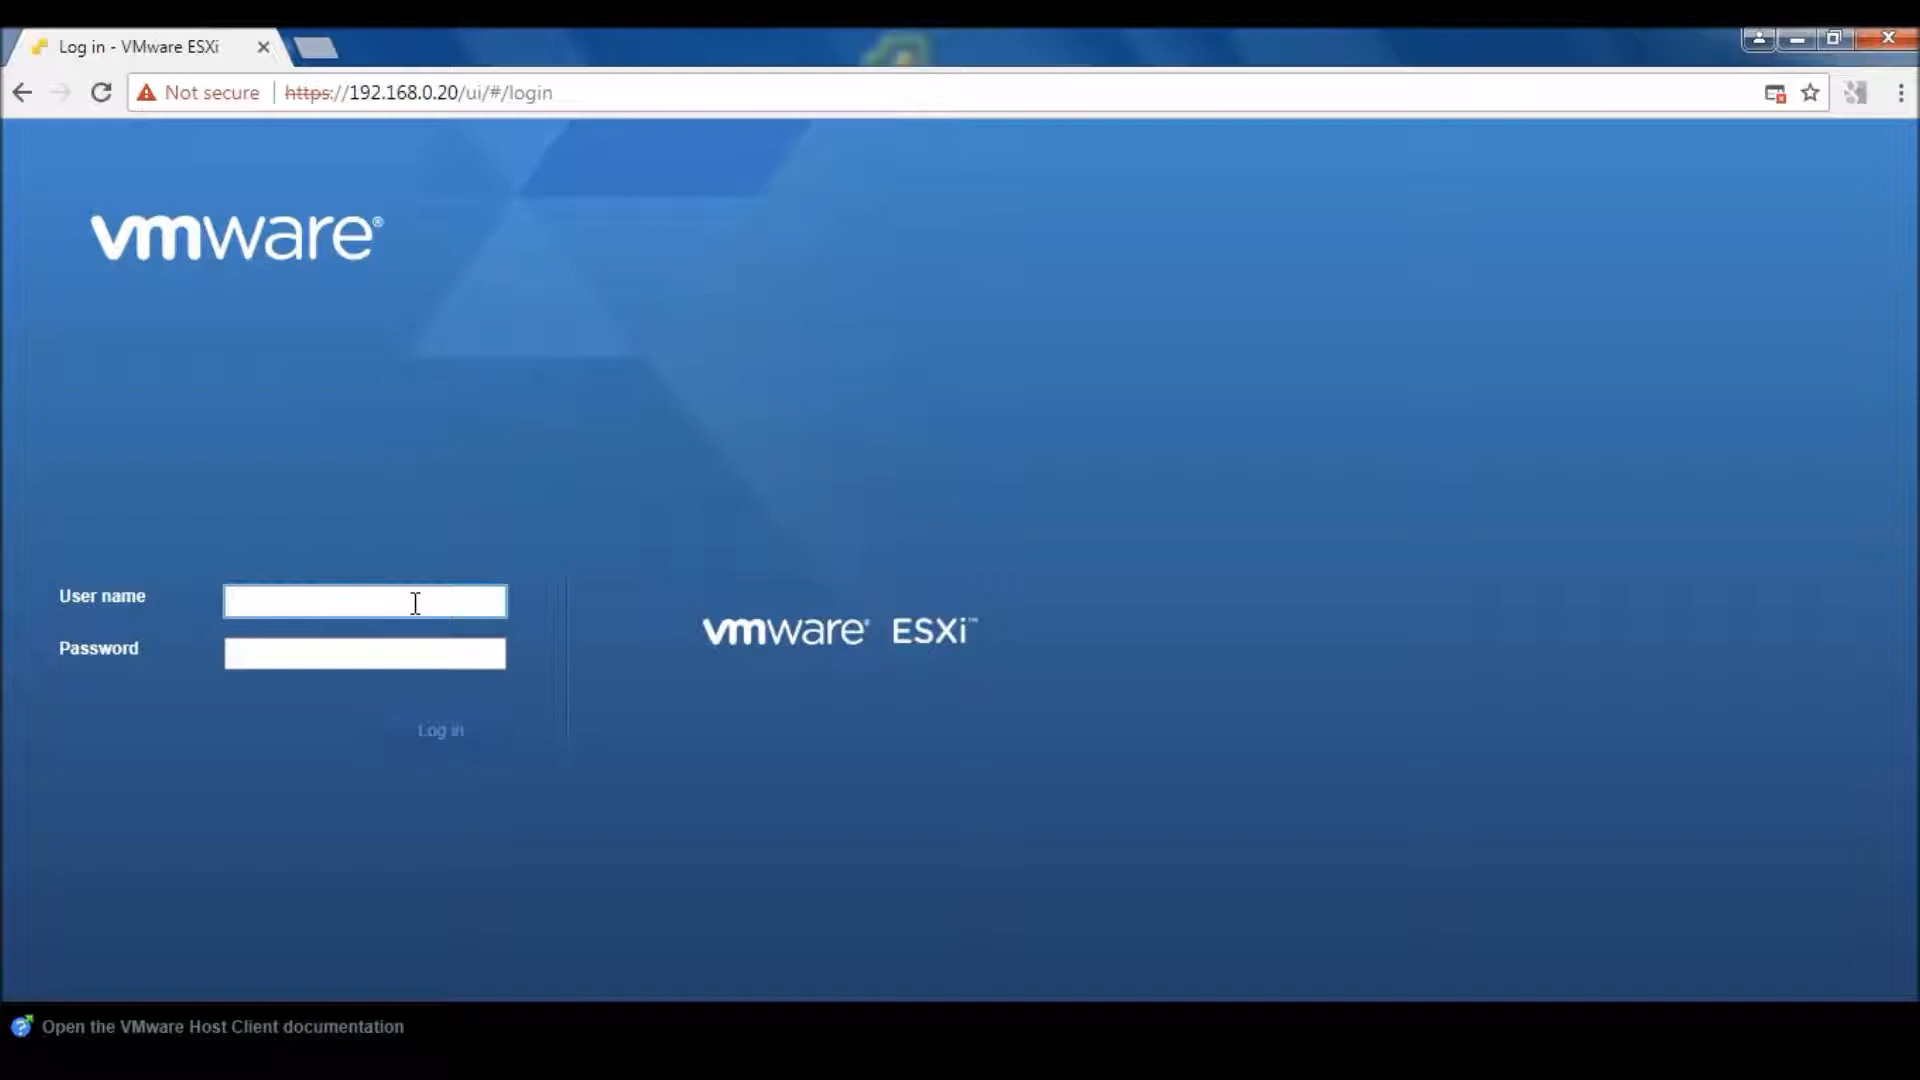 Log in - VMware ESXi
Not secure https://192.168.0.20/ui/#/login
vmware®
User name
Password
vmware® ESXi™
Log in
Open the VMware Host Client documentation